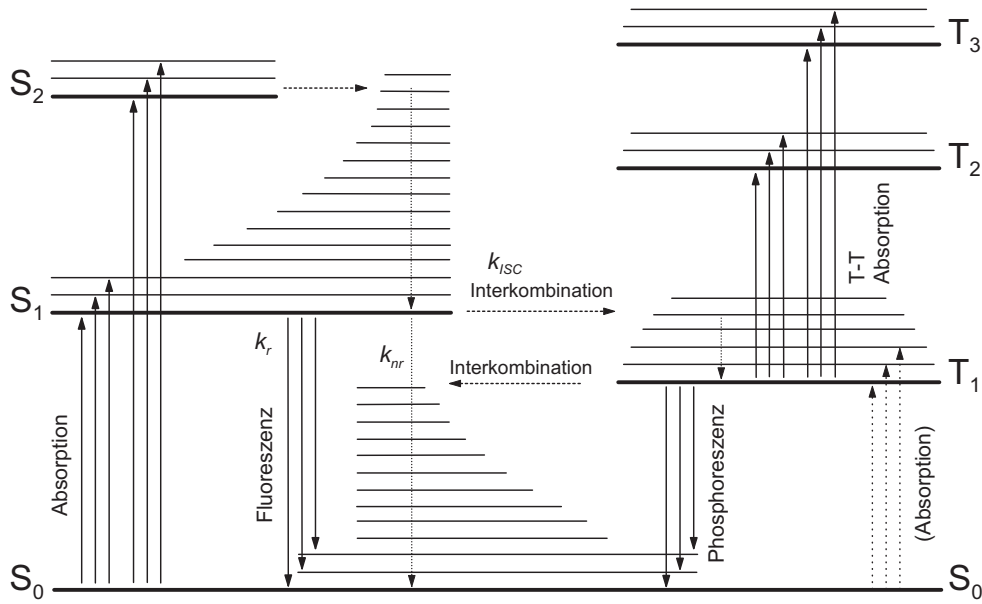 S2
S1
S0
Absorption
kr
Fluoreszenz
knr
kISC
Interkombination
Interkombination
Phosphoreszenz
T-T
Absorption
(Absorption)
T3
T2
T1
S0